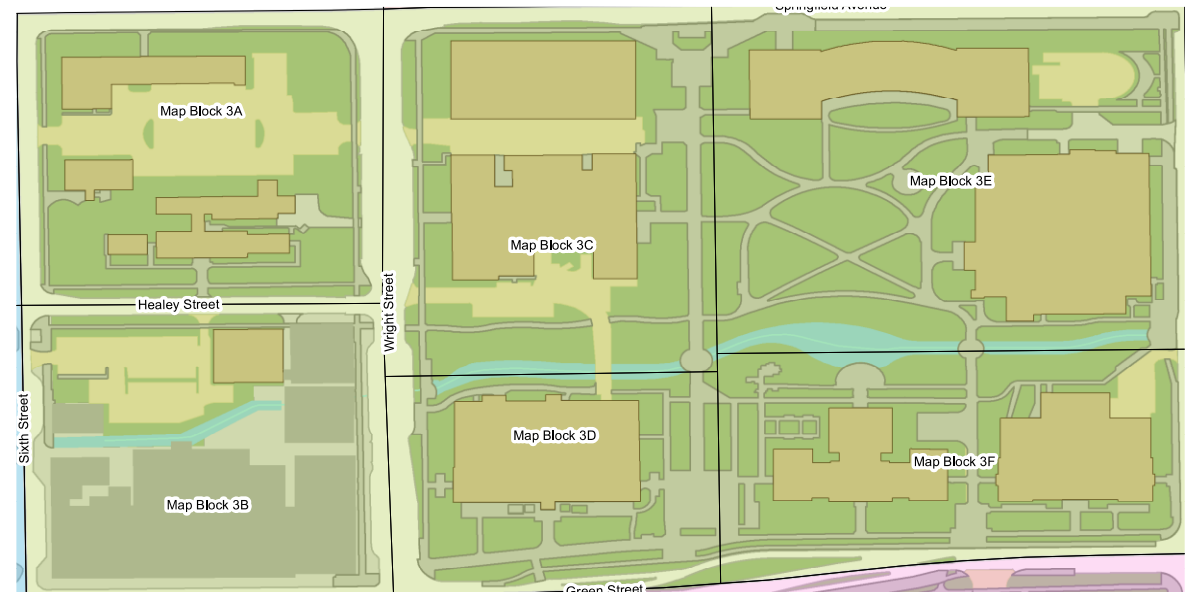 Springfield Avenue
Map Block 3A
Map Block 3E
Map Block 3C
Healey Street
Wright Street
Sixth Street
Map Block 3D
Map Block 3F
Map Block 3B
Green Street